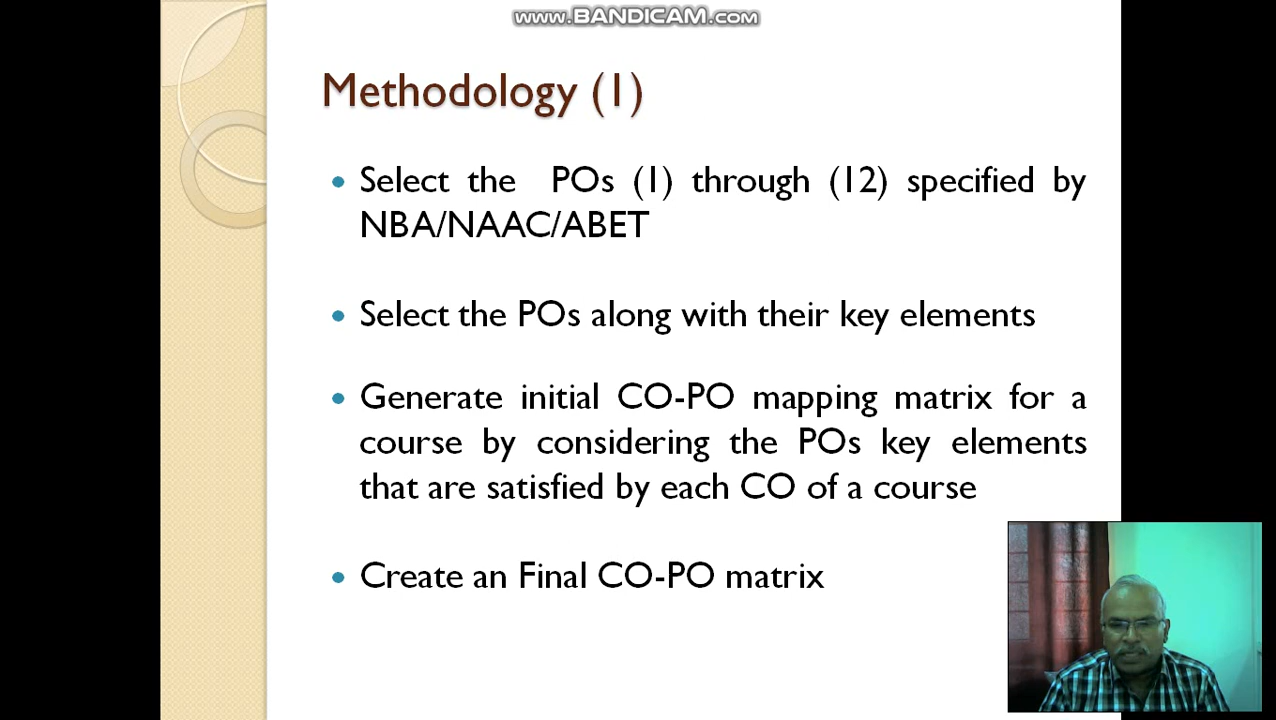 www.BANDICAM.com
Methodology (1)
• Select the POs (1) through (12) specified by
NBA/NAAC/ABET
• Select the POs along with their key elements
• Generate initial CO-PO mapping matrix for a
course by considering the POs key elements
that are satisfied by each CO of a course
• Create an Final CO-PO matrix